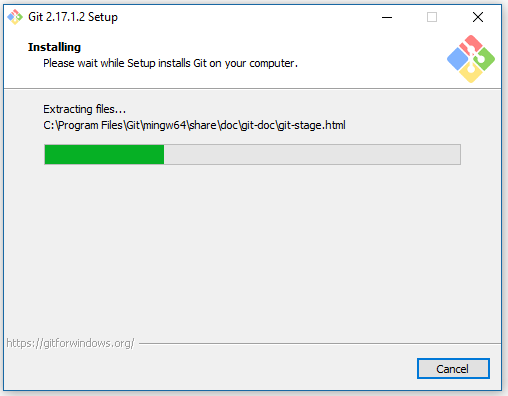 Git 2.17.1.2 Setup
Installing
Please wait while Setup installs Git on your computer.
Extracting files...
C:\Program Files\Git\mingw64\share\doc\git-doc\git-stage.html
https://gitforwindows.org/
Cancel